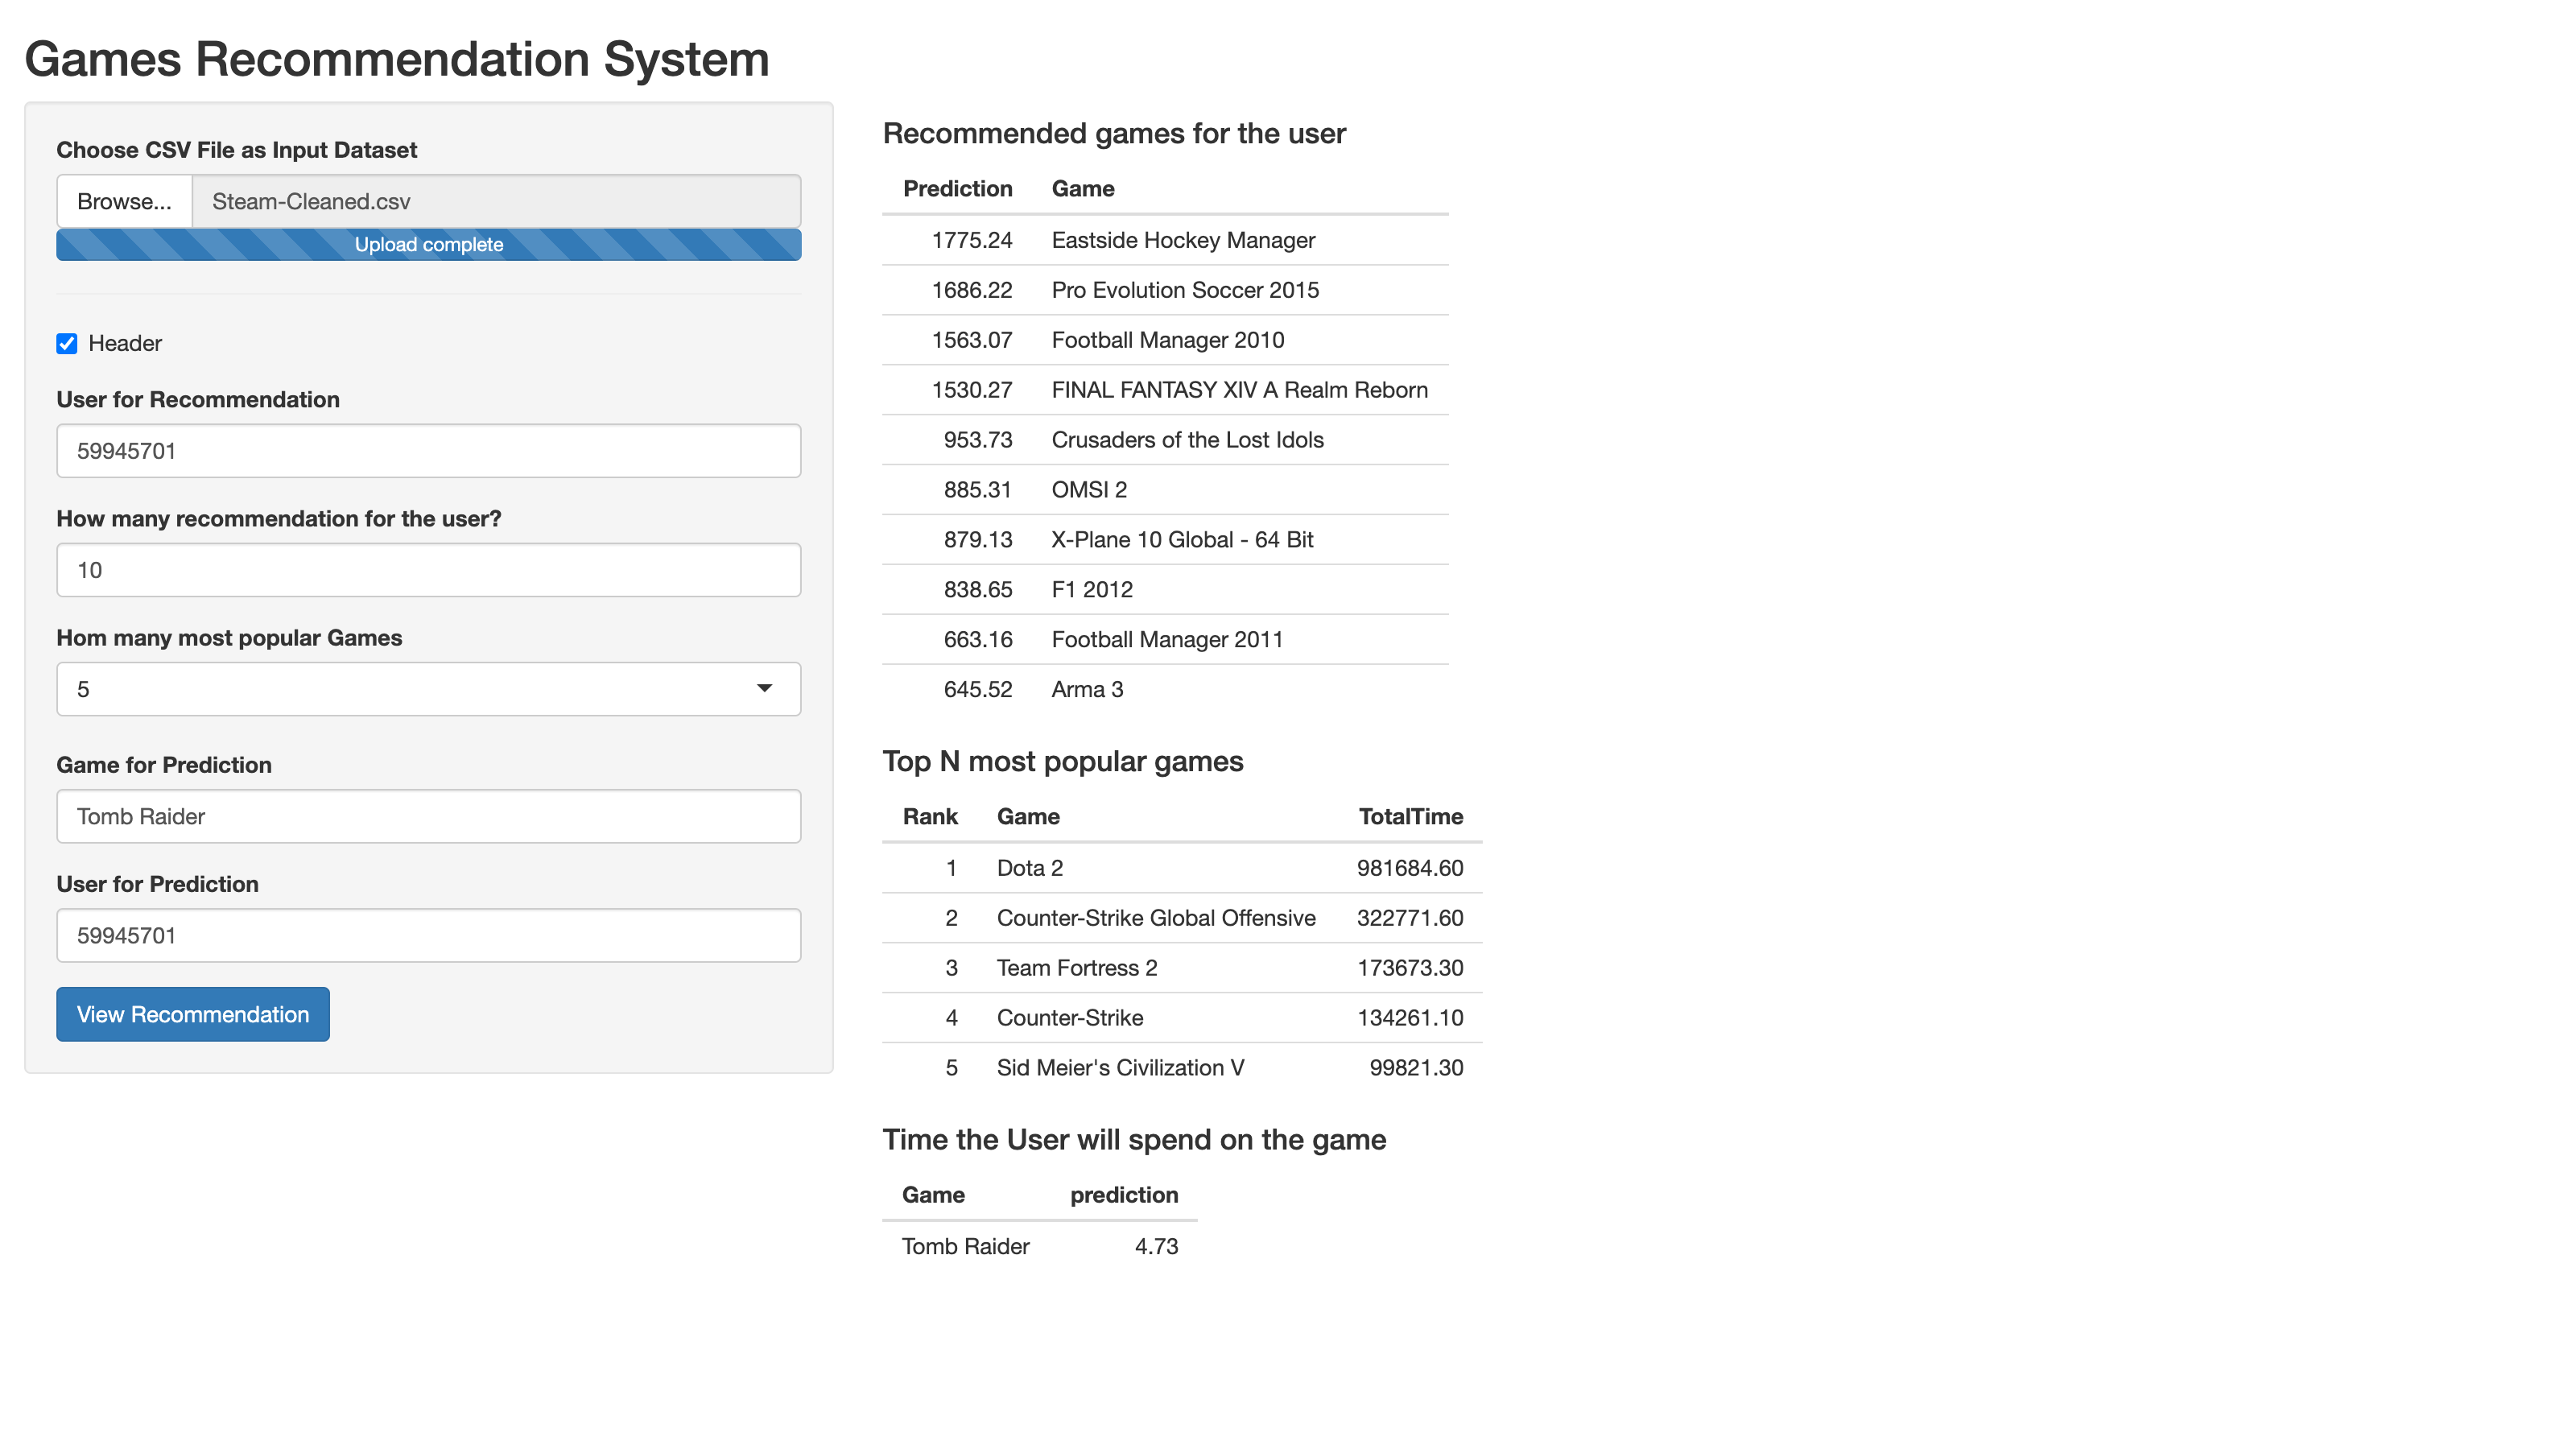 Games Recommendation System
Choose CSV File as Input Dataset
Browse... Steam-Cleaned.csv
Upload complete
Header
User for Recommendation
59945701
How many recommendation for the user?
10
Hom many most popular Games
5
Game for Prediction
Tomb Raider
User for Prediction
59945701
View Recommendation
Recommended games for the user
Prediction Game
1775.24 Eastside Hockey Manager
1686.22 Pro Evolution Soccer 2015
1563.07 Football Manager 2010
1530.27 FINAL FANTASY XIV A Realm Reborn
953.73 Crusaders of the Lost Idols
885.31 OMSI 2
879.13 X-Plane 10 Global - 64 Bit
838.65 F1 2012
663.16 Football Manager 2011
645.52 Arma 3
Top N most popular games
Rank Game TotalTime
1 Dota 2 981684.60
2 Counter-Strike Global Offensive 322771.60
3 Team Fortress 2 173673.30
4 Counter-Strike 134261.10
5 Sid Meier's Civilization V 99821.30
Time the User will spend on the game
Game prediction
Tomb Raider 4.73